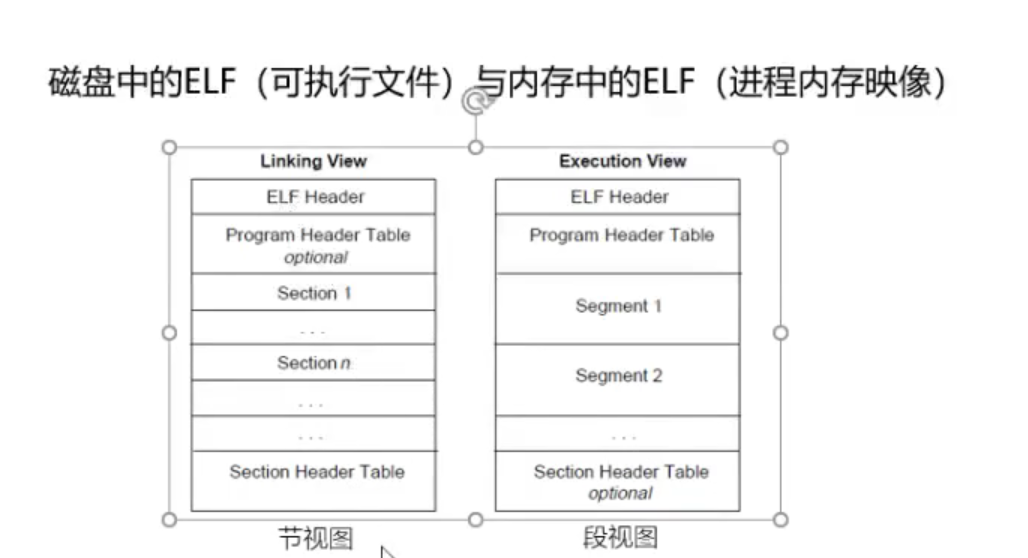 磁盘中的ELF（可执行文件）与内存中的ELF（进程内存映像）
Linking View
ELF Header
Program Header Table
optional
Section 1
. . .
Section n
. . .
. . .
Section Header Table
节视图
Execution View
ELF Header
Program Header Table
Segment 1
Segment 2
. . .
Section Header Table
optional
段视图